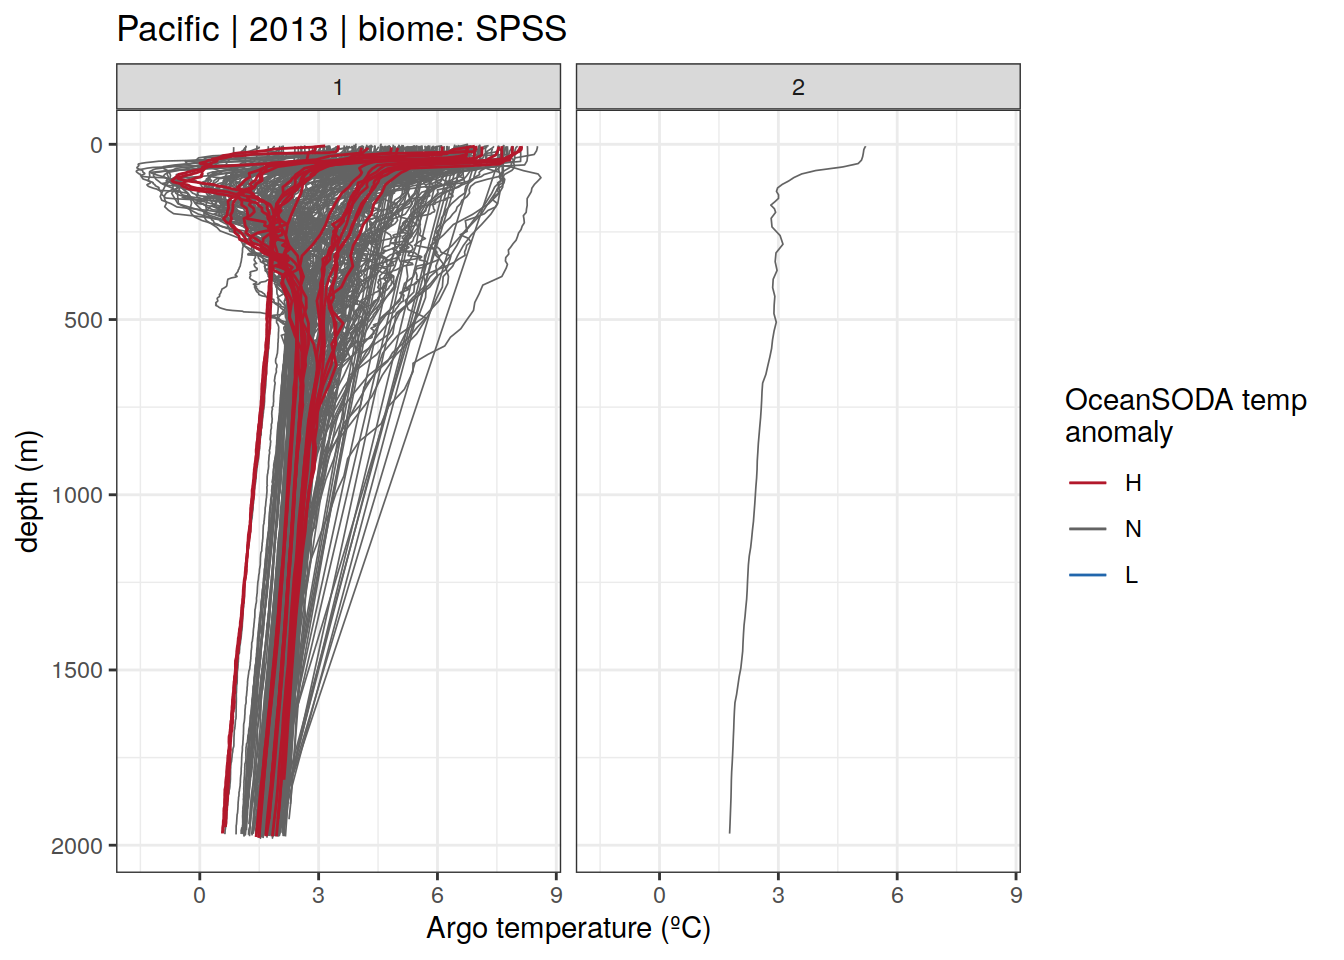 Pacific | 2013 | biome: SPSS
1 2
0
500
1000
1500
2000
depth (m)
0 3 6 9 0 3 6 9
Argo temperature (ºC)
OceanSODA temp
anomaly
H
N
L